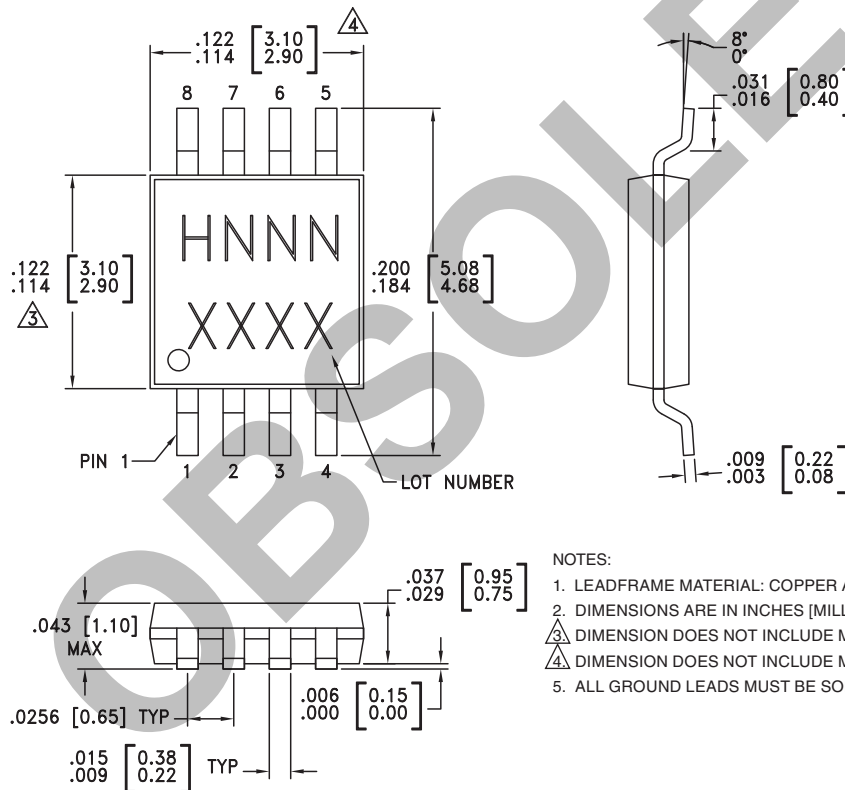 .122 [3.10]
.114 [2.90]
4
8 7 6 5
8°
0°
.031 [0.80]
.016 [0.40]
HNNN
XXXX
.122 [3.10]
.114 [2.90]
3
.200 [5.08]
.184 [4.68]
PIN 1
1 2 3 4
LOT NUMBER
.009 [0.22]
.003 [0.08]
.037 [0.95]
.029 [0.75]
.043 [1.10]
MAX
.006 [0.15]
.000 [0.00]
.0256 [0.65] TYP
.015 [0.38]
.009 [0.22]
TYP
NOTES:
1. LEADFRAME MATERIAL: COPPER
2. DIMENSIONS ARE IN INCHES
3. DIMENSION DOES NOT INCLUDE
4. DIMENSION DOES NOT INCLUDE
5. ALL GROUND LEADS MUST BE
OBSOLE